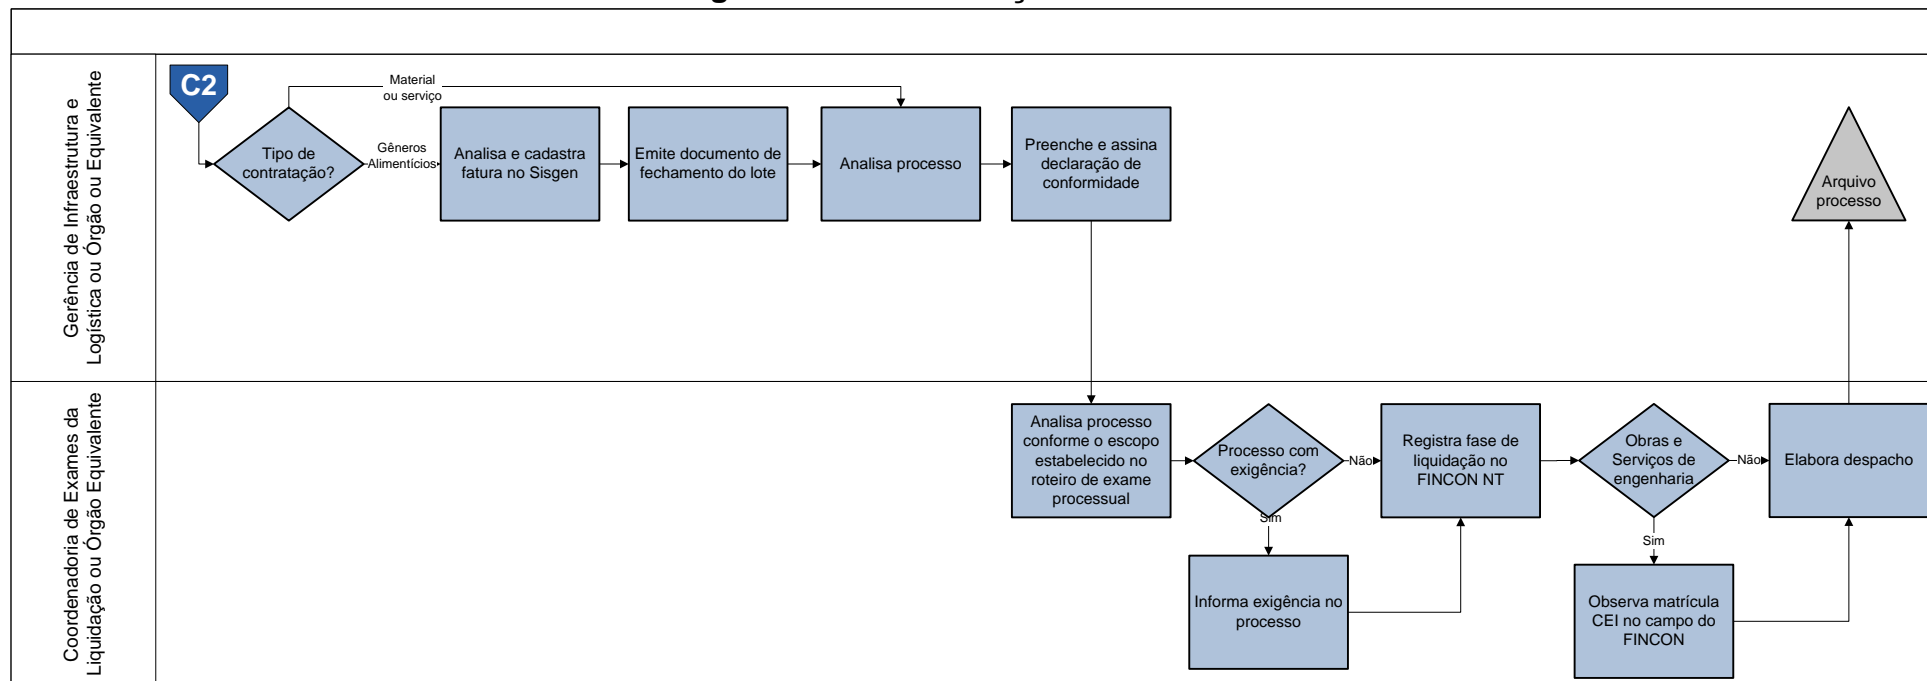 Gerência de Infraestrutura e
Logística ou Órgão ou Equivalente
C2
Tipo de
contratação?
Material
ou serviço
Gêneros
Alimentícios
Analisa e cadastra
fatura no Sisgen
Emite documento de
fechamento do lote
Analisa processo
Preenche e assina
declaração de
conformidade
Arquivo
processo
Coordenadoria de Exames da
Liquidação ou Órgão Equivalente
Analisa processo
conforme o escopo
estabelecido no
roteiro de exame
processual
Processo com
exigência?
Não
Sim
Informa exigência no
processo
Registra fase de
liquidação no
FINCON NT
Obras e
Serviços de
engenharia
Não
Sim
Observa matrícula
CEI no campo do
FINCON
Elabora despacho